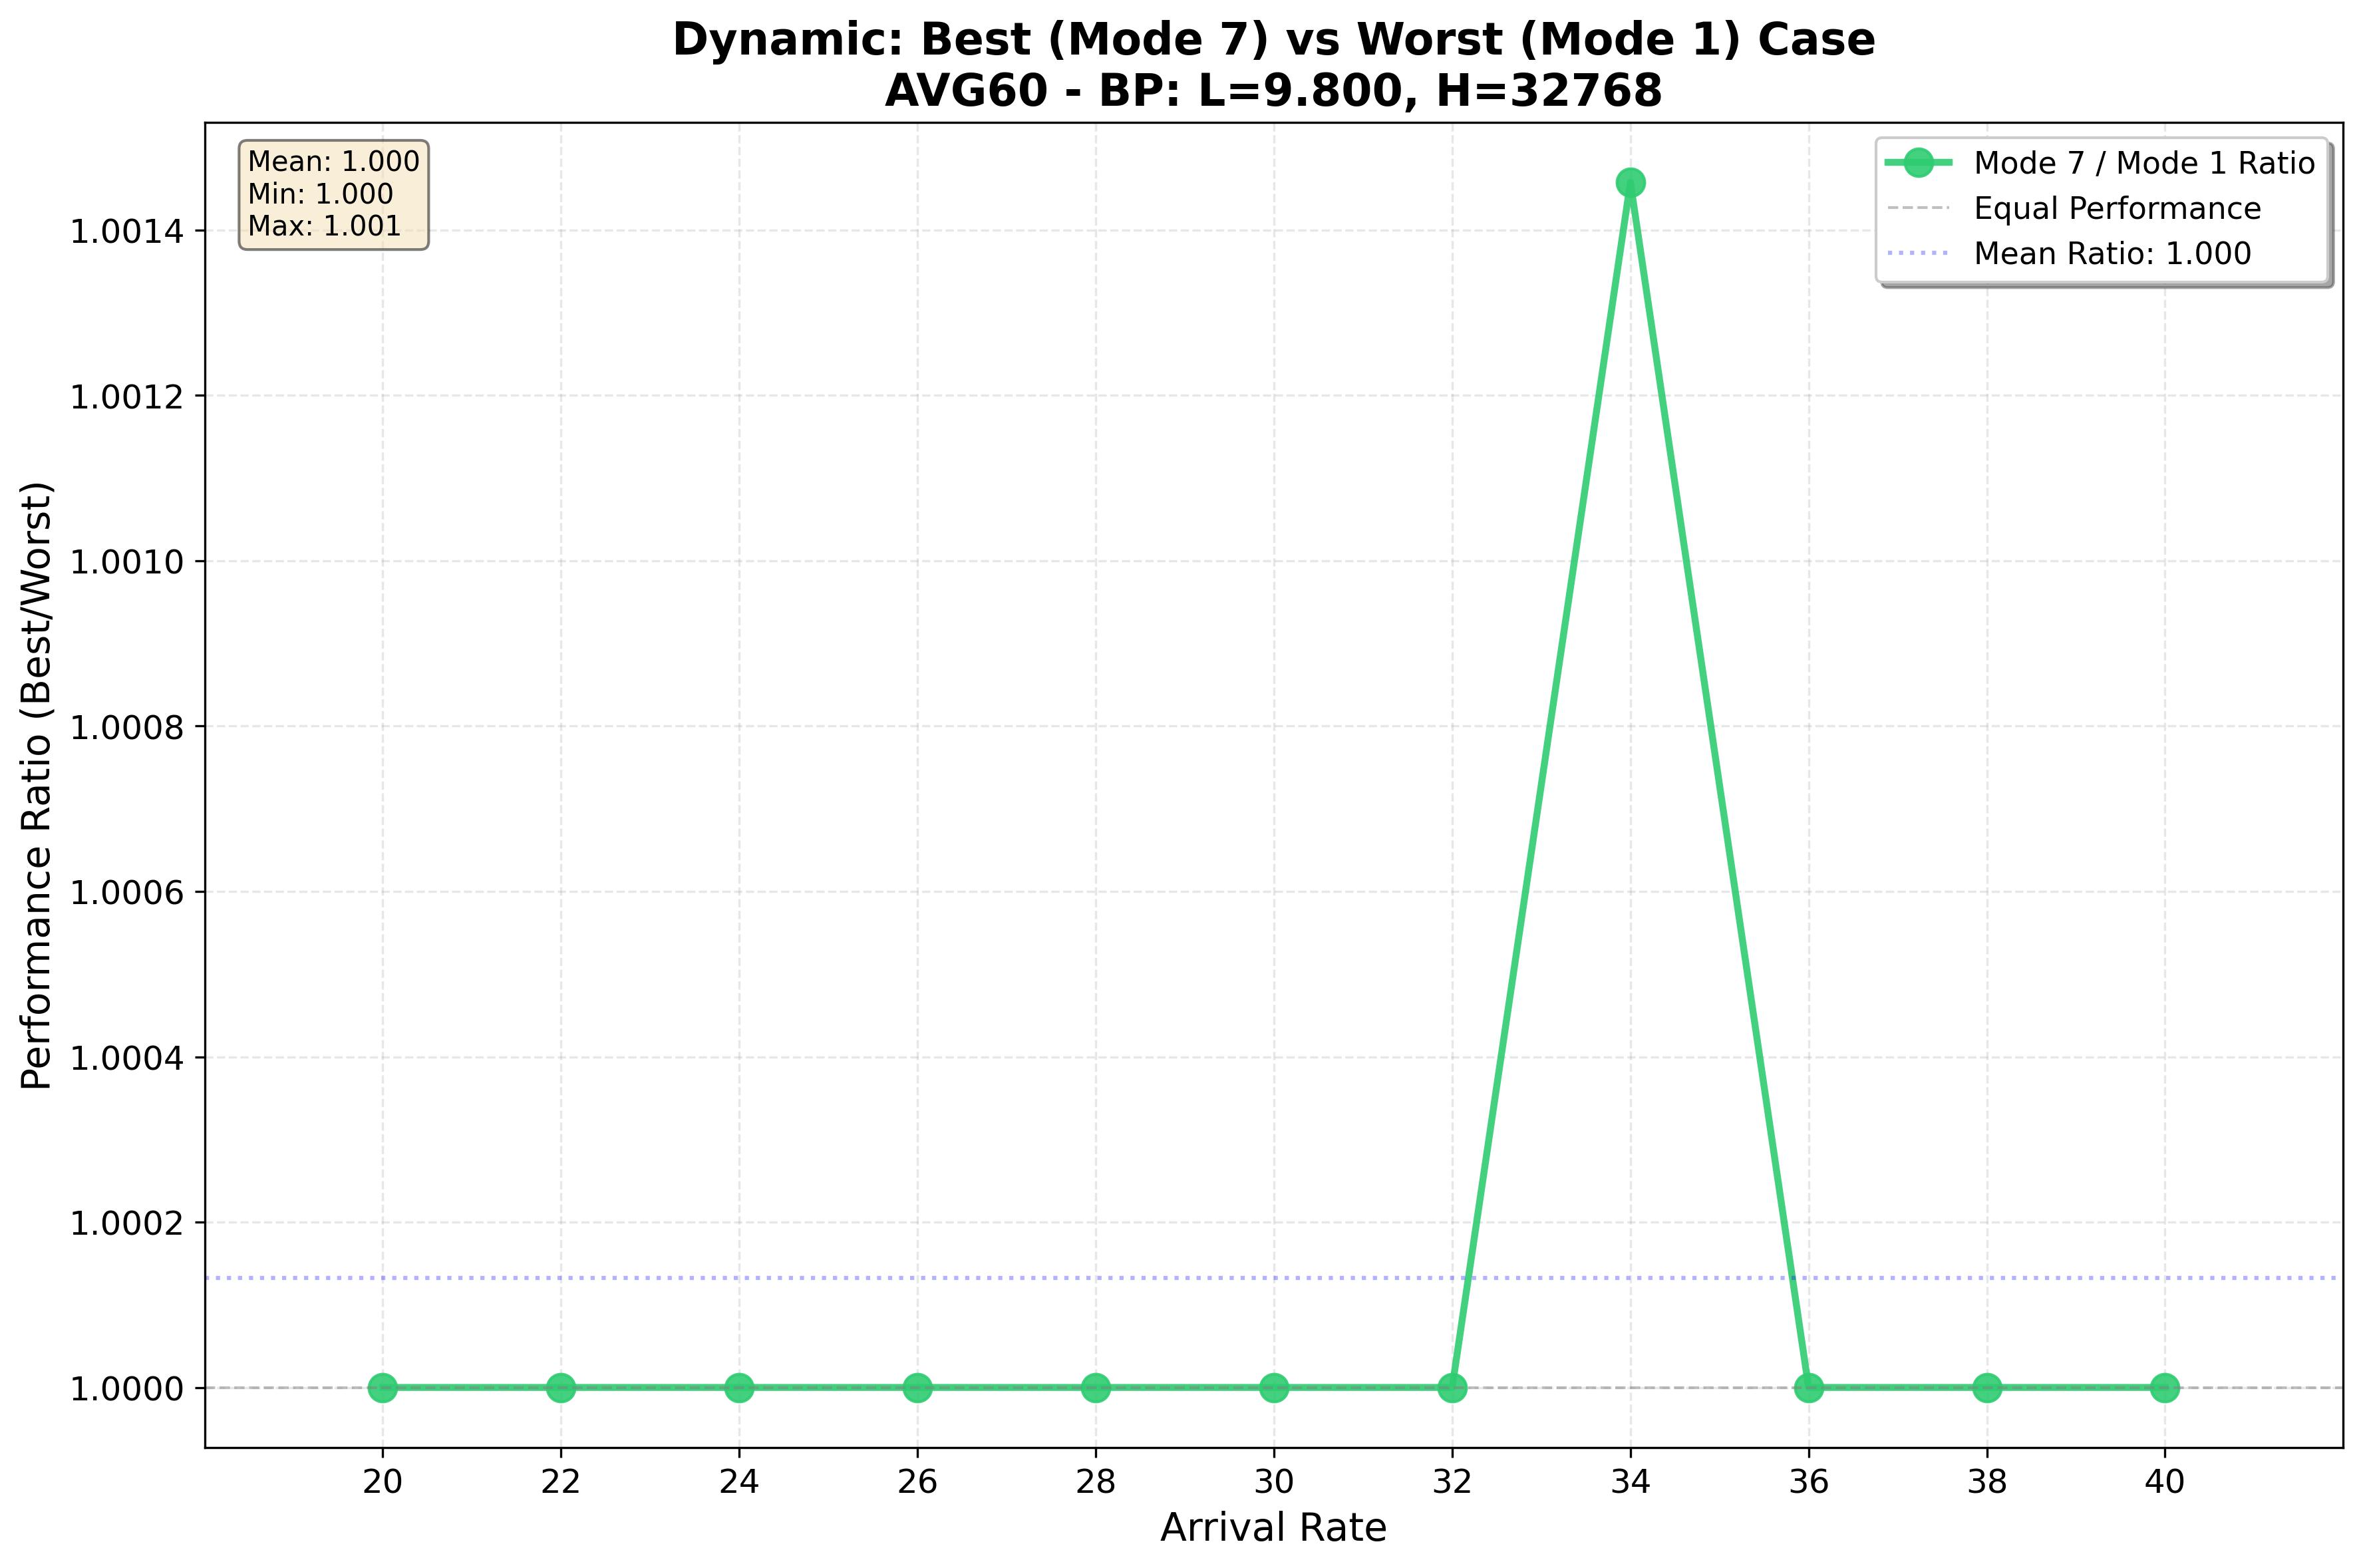 Dynamic: Best (Mode 7) vs Worst (Mode 1) Case
AVG60 - BP: L=9.800, H=32768
Mean: 1.000
Min: 1.000
Max: 1.001
Mode 7 / Mode 1 Ratio
Equal Performance
Mean Ratio: 1.000
Performance Ratio (Best/Worst)
1.0014
1.0012
1.0010
1.0008
1.0006
1.0004
1.0002
1.0000
20 22 24 26 28 30 32 34 36 38 40
Arrival Rate